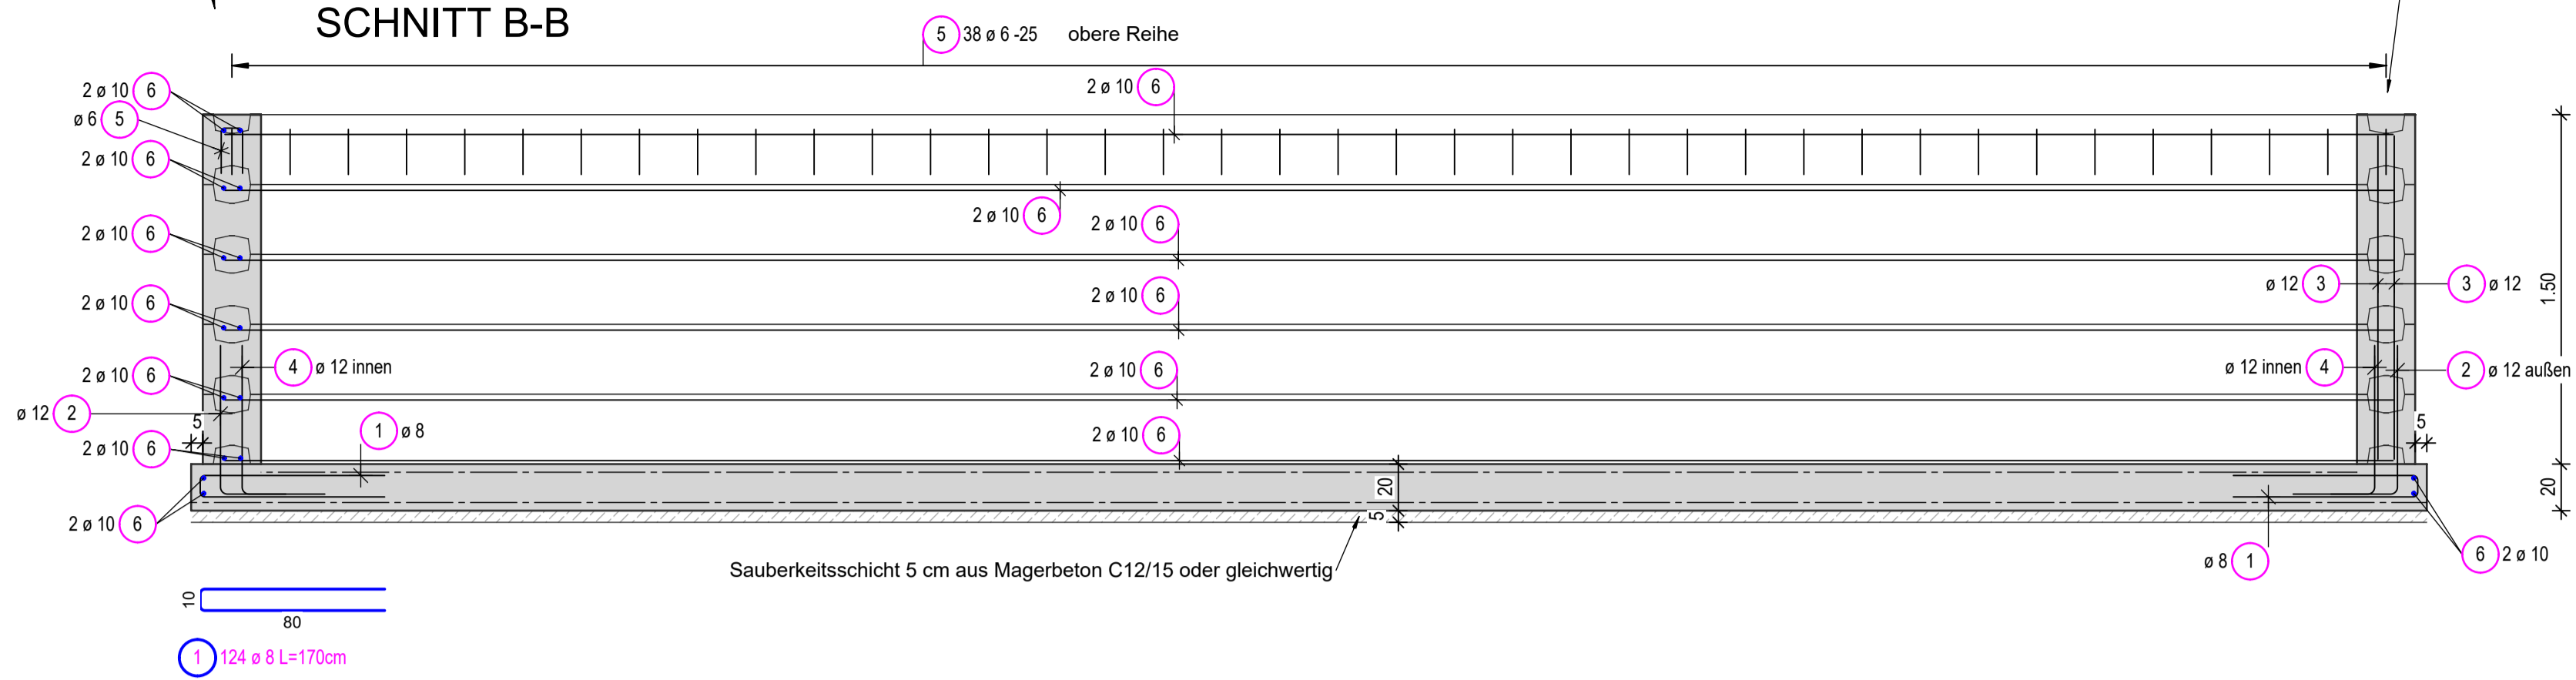 SCHNITT B-B
5 38 ø 6 -25 obere Reihe
2 ø 10 6
2 ø 10 6
ø 6 5
2 ø 10 6
2 ø 10 6
2 ø 10 6
2 ø 10 6
ø 12 3
3 ø 12
1.50
2 ø 10 6
2 ø 10 6
4 ø 12 innen
ø 12 innen 4
2 ø 12 außen
2 ø 10 6
2 ø 10 6
ø 12 2
5
5
1 ø 8
2 ø 10 6
2 ø 10 6
20
20
5
2 ø 10 6
6 2 ø 10
ø 8 1
Sauberkeitsschicht 5 cm aus Magerbeton C12/15 oder gleichwertig
10
80
1 124 ø 8 L=170cm